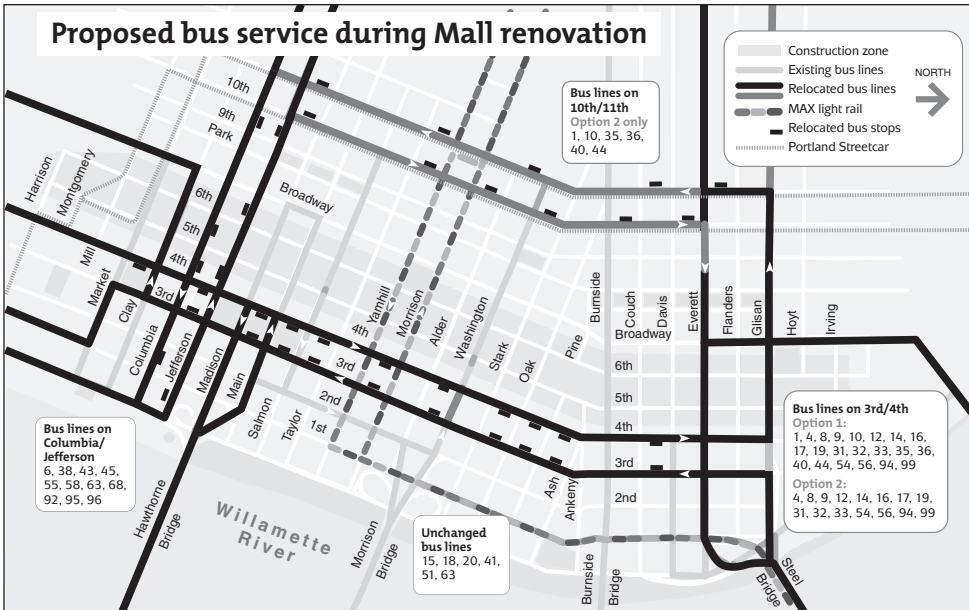 Proposed bus service during Mall renovation
Construction zone
Existing bus lines
Relocated bus lines
MAX light rail
Relocated bus stops
Portland Streetcar
NORTH
Bus lines on
10th/11th
Option 2 only
1, 10, 35, 36,
40, 44
10th
9th
Park
Broadway
6th
5th
4th
3rd
Harrison
Montgomery
Mill
Market
Clay
Columbia
Jefferson
Madison
Main
Salmon
Taylor
Yamhill
Morrison
Alder
Washington
Stark
Oak
Pine
Ash
Ankeny
4th
3rd
2nd
1st
Burnside
Couch
Davis
Everett
Flanders
Glisan
Hoyt
Irving
Broadway
6th
5th
4th
3rd
2nd
Bus lines on 3rd/4th
Option 1:
1, 4, 8, 9, 10, 12, 14, 16,
17, 19, 31, 32, 33, 35, 36,
40, 44, 54, 56, 94, 99
Option 2:
4, 8, 9, 12, 14, 16, 17, 19,
31, 32, 33, 54, 56, 94, 99
Bus lines on
Columbia/
Jefferson
6, 38, 43, 45,
55, 58, 63, 68,
92, 95, 96
Hawthorne
Bridge
Willamette
River
Morrison
Bridge
Unchanged
bus lines
15, 18, 20, 41,
51, 63
Burnside
Bridge
Steel
Bridge